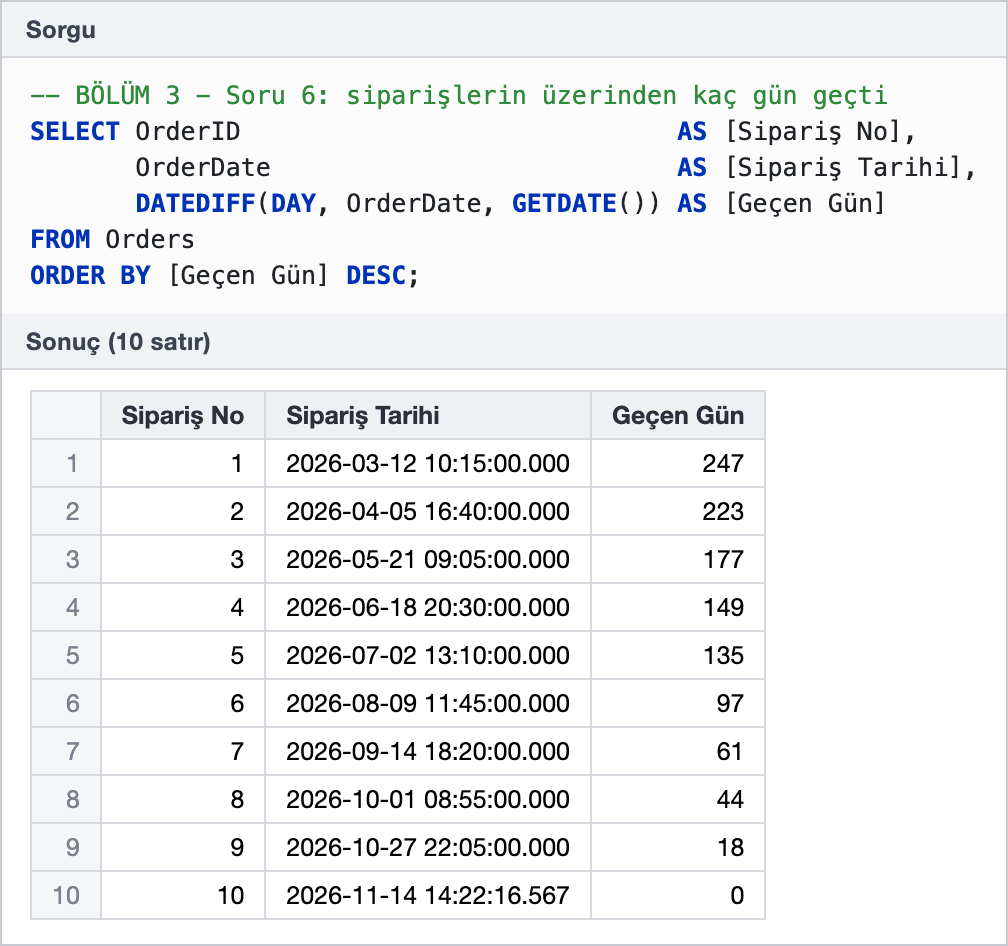 Sorgu
-- BÖLÜM 3 - Soru 6: siparişlerin üzerinden kaç gün geçti
SELECT OrderID AS [Sipariş No],
OrderDate AS [Sipariş Tarihi],
DATEDIFF(DAY, OrderDate, GETDATE()) AS [Geçen Gün]
FROM Orders
ORDER BY [Geçen Gün] DESC;
Sonuç (10 satır)
Sipariş No Sipariş Tarihi Geçen Gün
1 1 2026-03-12 10:15:00.000 247
2 2 2026-04-05 16:40:00.000 223
3 3 2026-05-21 09:05:00.000 177
4 4 2026-06-18 20:30:00.000 149
5 5 2026-07-02 13:10:00.000 135
6 6 2026-08-09 11:45:00.000 97
7 7 2026-09-14 18:20:00.000 61
8 8 2026-10-01 08:55:00.000 44
9 9 2026-10-27 22:05:00.000 18
10 10 2026-11-14 14:22:16.567 0